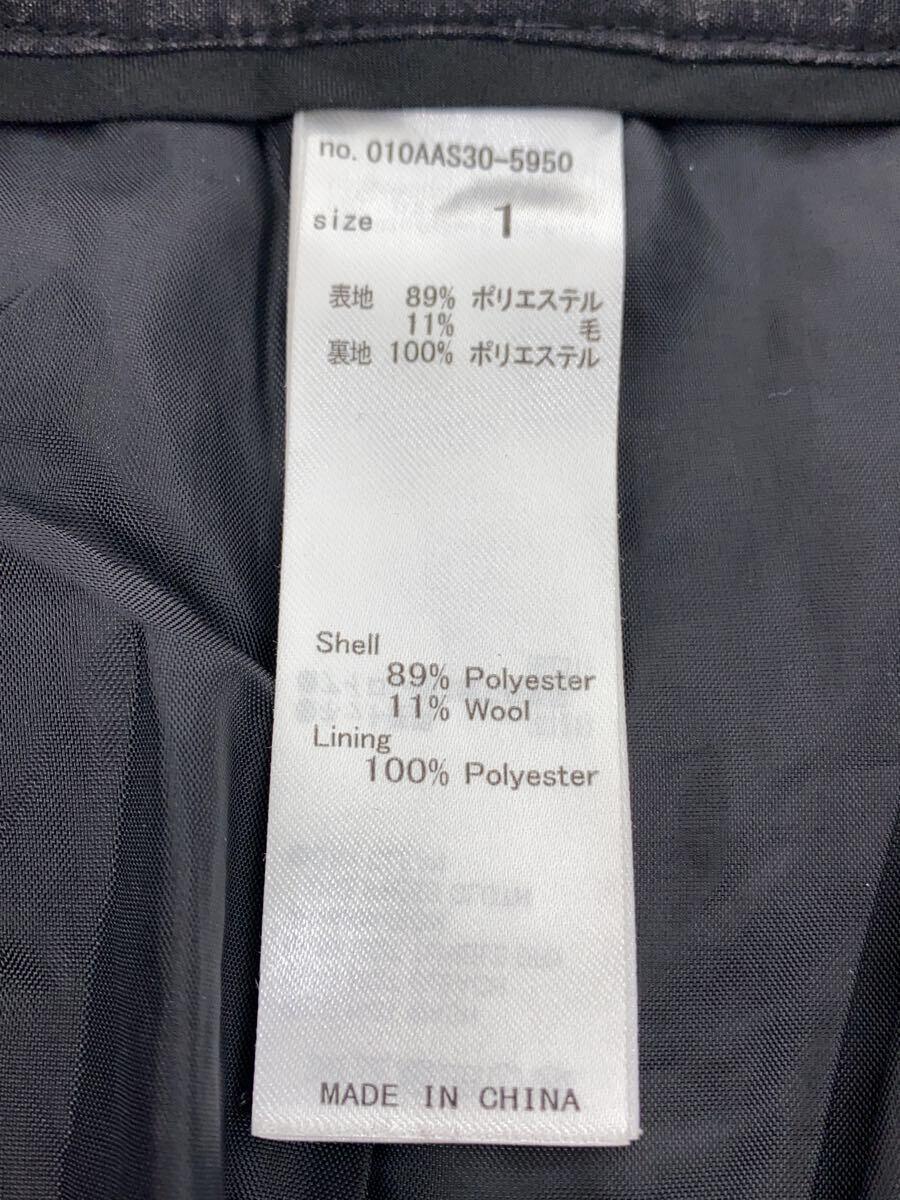 no. 010AAS30-5950
size 1
表地 89% ポリエステル
11% 毛
裏地 100% ポリエステル
Shell
89% Polyester
11% Wool
Lining
100% Polyester
MADE IN CHINA